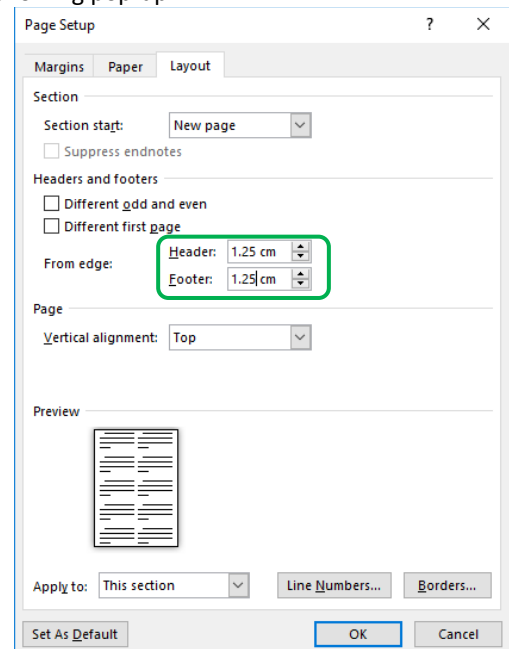 Page Setup ? ×
Margins Paper Layout
Section
Section start: New page
Suppress endnotes
Headers and footers
Different odd and even
Different first page
From edge:
Header: 1.25 cm
Footer: 1.25 cm
Page
Vertical alignment: Top
Preview
Apply to: This section Line Numbers... Borders...
Set As Default OK Cancel